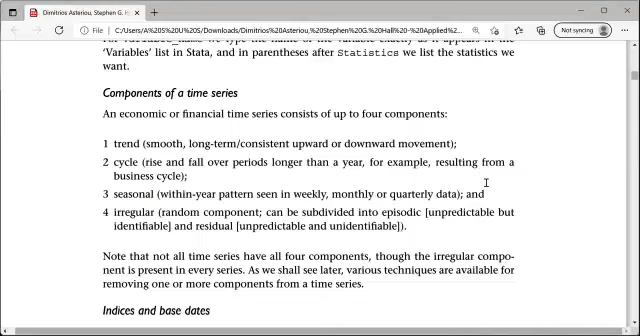 Dimitrios Asteriou, Stephen G. H
C:/Users/A%20S%20U%20S/Downloads/Dimitrios%20Asteriou,%20Stephen%20G.%20Hall%20-%20Applied%2...
File
Not syncing
'Variables' list in Stata, and in parentheses after Statistics we list the statistics we
want.
Components of a time series
An economic or financial time series consists of up to four components:
1 trend (smooth, long-term/consistent upward or downward movement);
2 cycle (rise and fall over periods longer than a year, for example, resulting from a
business cycle);
3 seasonal (within-year pattern seen in weekly, monthly or quarterly data); and
4 irregular (random component; can be subdivided into episodic [unpredictable but
identifiable] and residual [unpredictable and unidentifiable]).
Note that not all time series have all four components, though the irregular compo-
nent is present in every series. As we shall see later, various techniques are available for
removing one or more components from a time series.
Indices and base dates